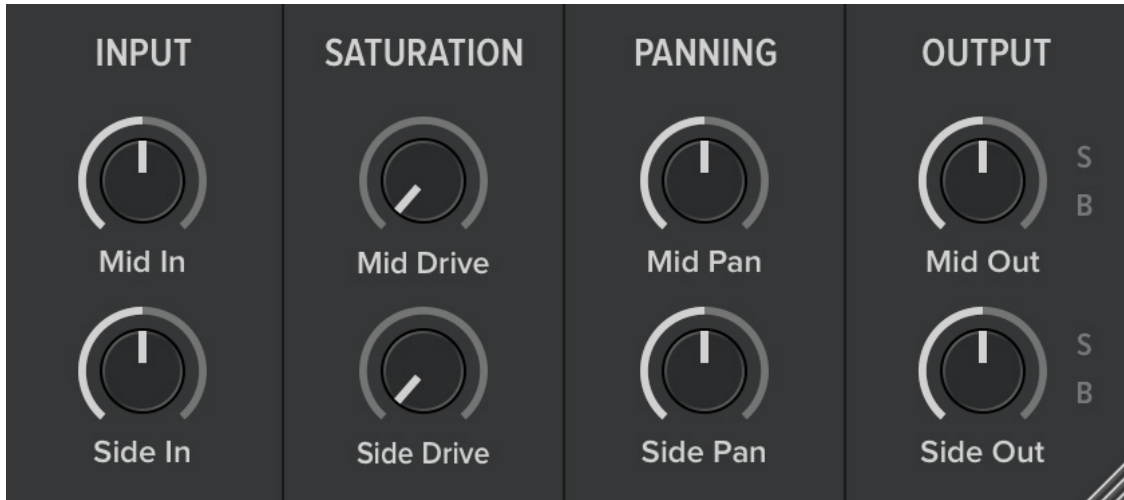 INPUT SATURATION PANNING OUTPUT
S
B
Mid In Mid Drive Mid Pan Mid Out
S
B
Side In Side Drive Side Pan Side Out